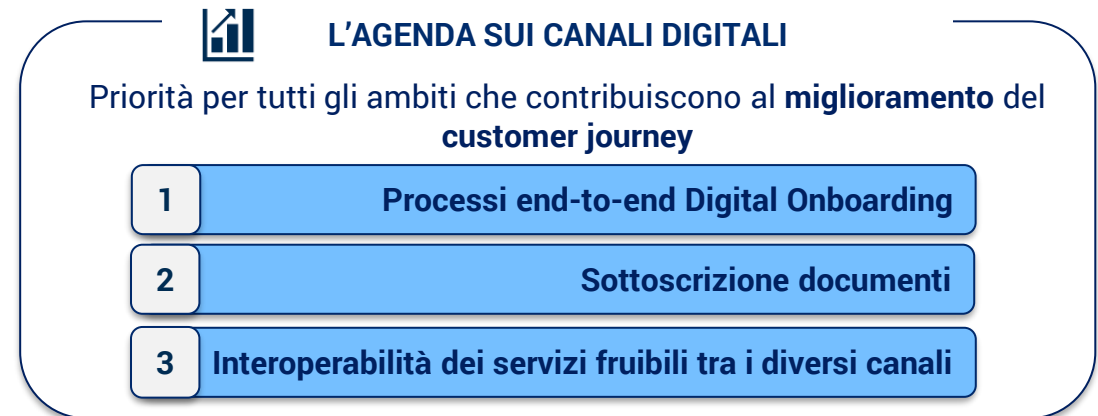 L’AGENDA SUI CANALI DIGITALI
Priorità per tutti gli ambiti che contribuiscono al miglioramento del
customer journey
1 Processi end-to-end Digital Onboarding
2 Sottoscrizione documenti
3 Interoperabilità dei servizi fruibili tra i diversi canali